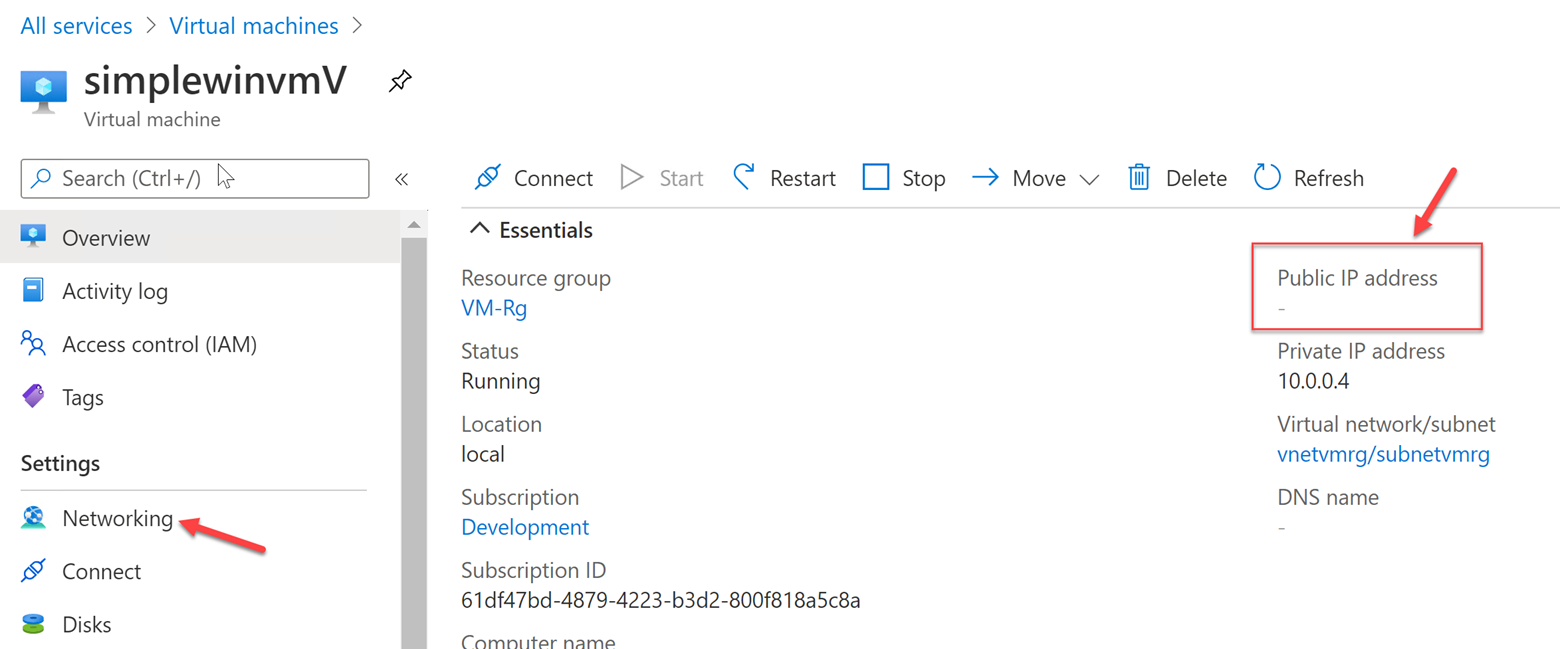 All services > Virtual machines >
simplewinvmV
Virtual machine
Search (Ctrl+/)
«
Overview
Activity log
Access control (IAM)
Tags
Settings
Networking
Connect
Disks
Connect
Start
Restart
Stop
Move
Delete
Refresh
Essentials
Resource group
VM-Rg
Status
Running
Location
local
Subscription
Development
Subscription ID
61df47bd-4879-4223-b3d2-800f818a5c8a
Computer name
Public IP address
-
Private IP address
10.0.0.4
Virtual network/subnet
vnetvmrg/subnetvmrg
DNS name
-